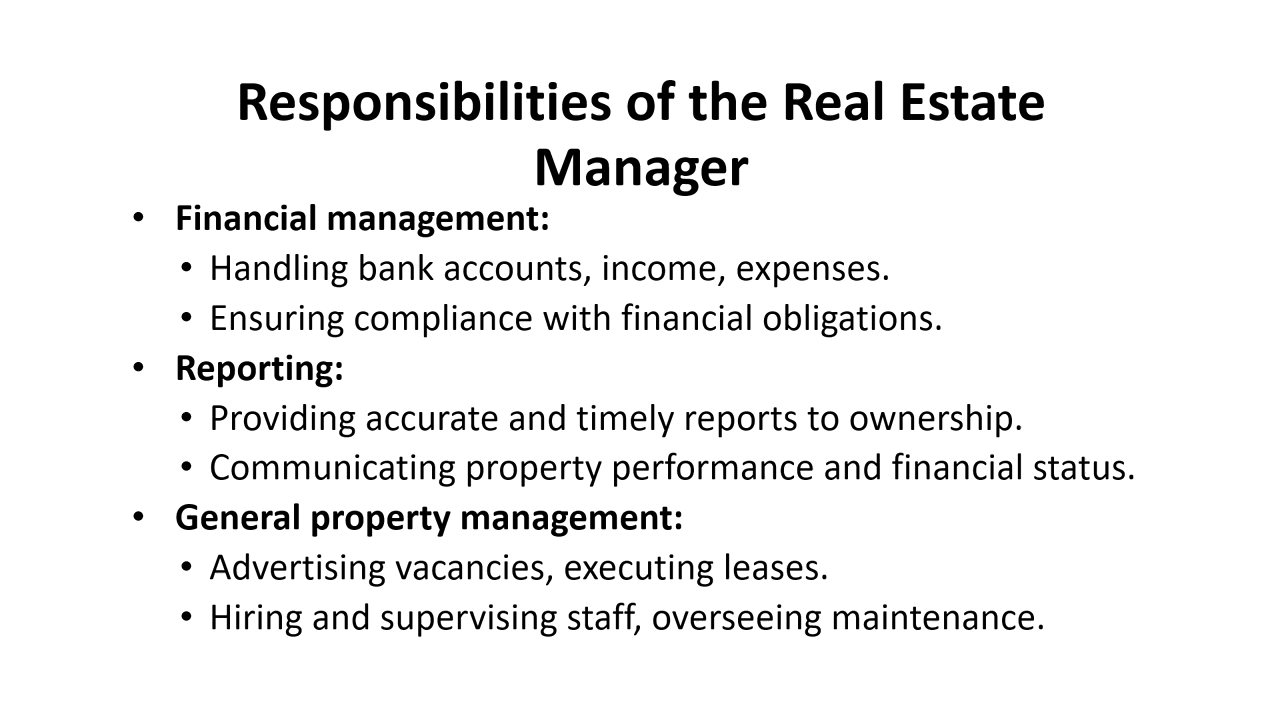 Responsibilities of the Real Estate
Manager
• Financial management:
• Handling bank accounts, income, expenses.
• Ensuring compliance with financial obligations.
• Reporting:
• Providing accurate and timely reports to ownership.
• Communicating property performance and financial status.
• General property management:
• Advertising vacancies, executing leases.
• Hiring and supervising staff, overseeing maintenance.